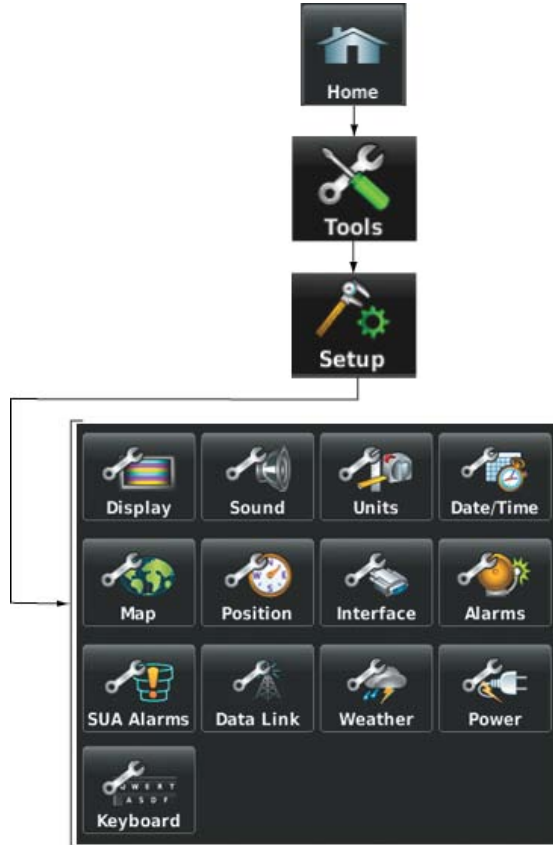 Home
Tools
Setup
Display Sound Units Date/Time
Map Position Interface Alarms
SUA Alarms Data Link Weather Power
Q W E R T
A S D F
Keyboard